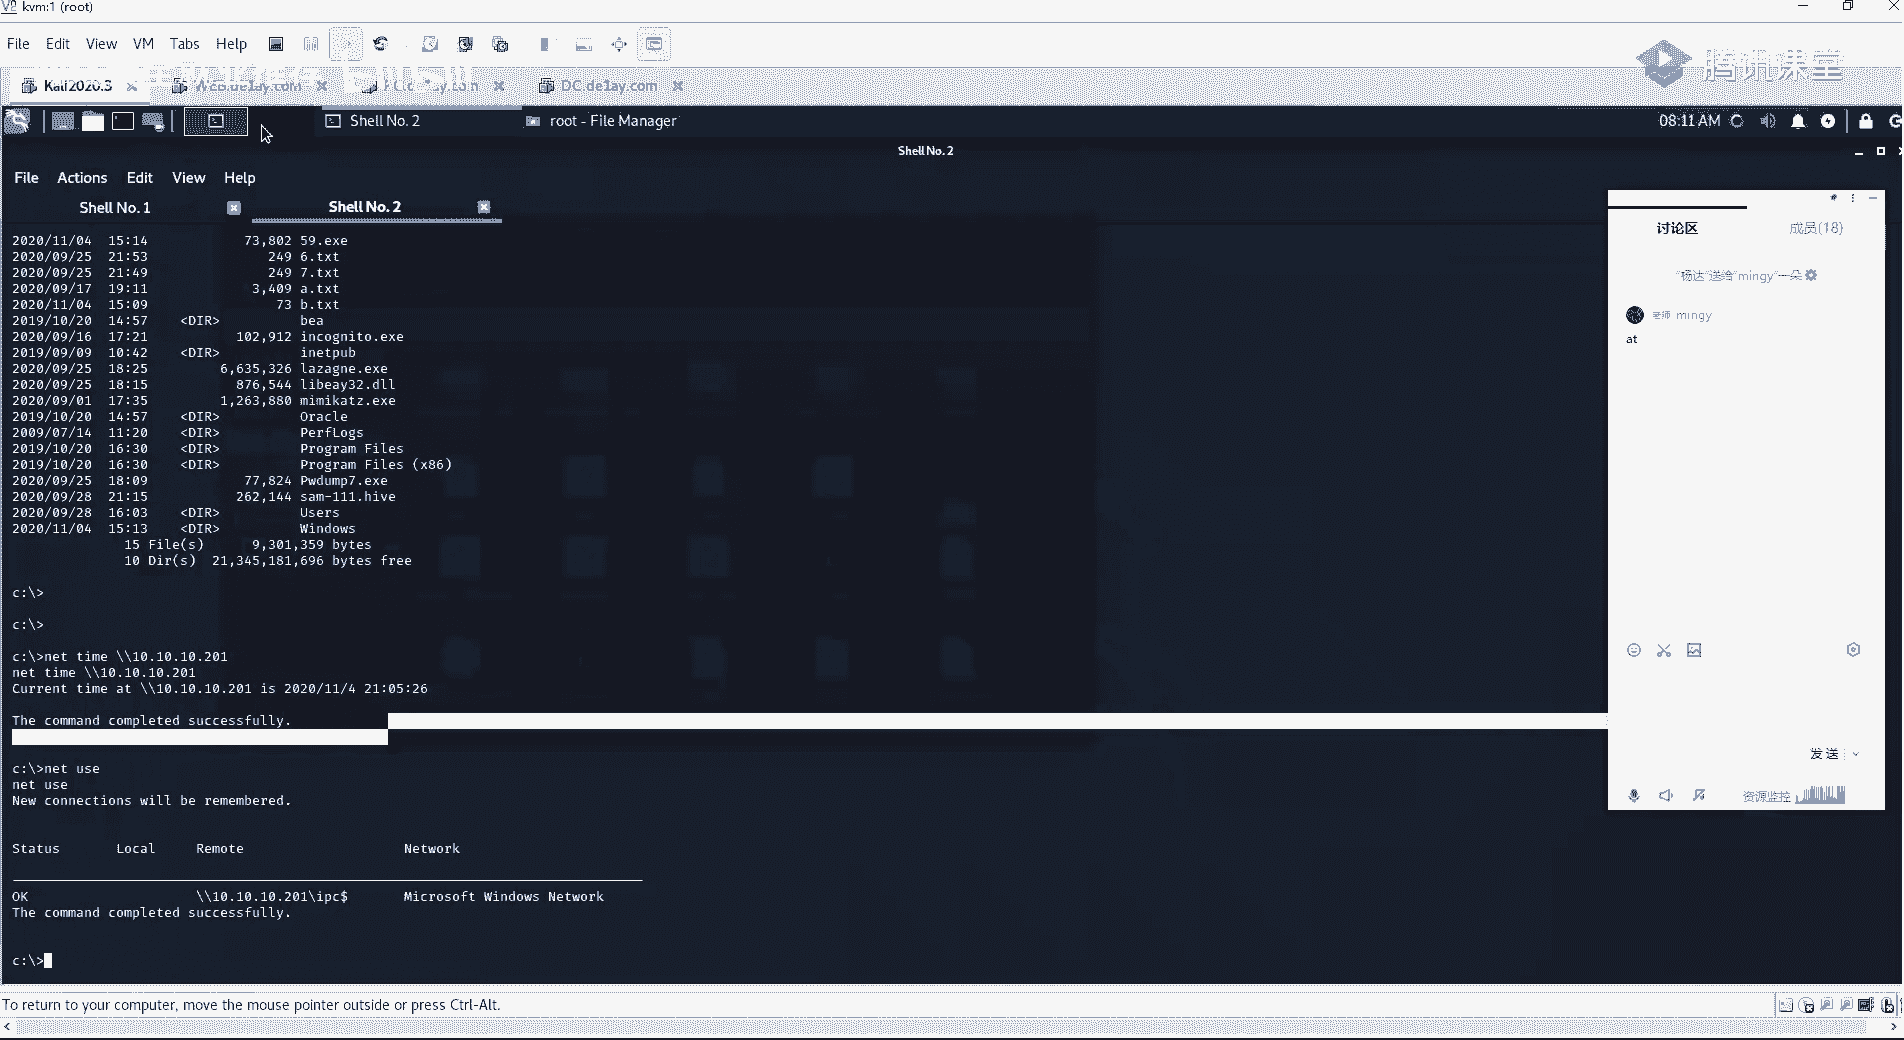 kvm:1 (root)
File Edit View VM Tabs Help
腾讯课堂
Kali2020.3 WEB.de1ay.com DC.de1ay.com
Shell No. 2 root - File Manager 08:11 AM
Shell No. 2
File Actions Edit View Help
Shell No. 1 Shell No. 2
2020/11/04 15:14 73,802 59.exe
2020/09/25 21:53 249 6.txt
2020/09/25 21:49 249 7.txt
2020/09/17 19:11 3,409 a.txt
2020/11/04 15:09 73 b.txt
2019/10/20 14:57 <DIR> bea
2020/09/16 17:21 102,912 incognito.exe
2019/09/09 10:42 <DIR> inetpub
2020/09/25 18:25 6,635,326 lazagne.exe
2020/09/25 18:15 876,544 libeay32.dll
2020/09/01 17:35 1,263,880 mimikatz.exe
2019/10/20 14:57 <DIR> Oracle
2009/07/14 11:20 <DIR> PerfLogs
2019/10/20 16:30 <DIR> Program Files
2019/10/20 16:30 <DIR> Program Files (x86)
2020/09/25 18:09 77,824 Pwdump7.exe
2020/09/28 21:15 262,144 sam-111.hive
2020/09/28 16:03 <DIR> Users
2020/11/04 15:13 <DIR> Windows
15 File(s) 9,301,359 bytes
10 Dir(s) 21,345,181,696 bytes free
c:\>
c:\>
c:\>net time \\10.10.10.201
net time \\10.10.10.201
Current time at \\10.10.10.201 is 2020/11/4 21:05:26
The command completed successfully.
c:\>net use
net use
New connections will be remembered.
Status Local Remote Network
OK \\10.10.10.201\ipc$ Microsoft Windows Network
The command completed successfully.
c:\>
讨论区 成员(18)
"杨达"送给"mingy"一朵
老师 mingy
at
发送
资源监控
To return to your computer, move the mouse pointer outside or press Ctrl-Alt.